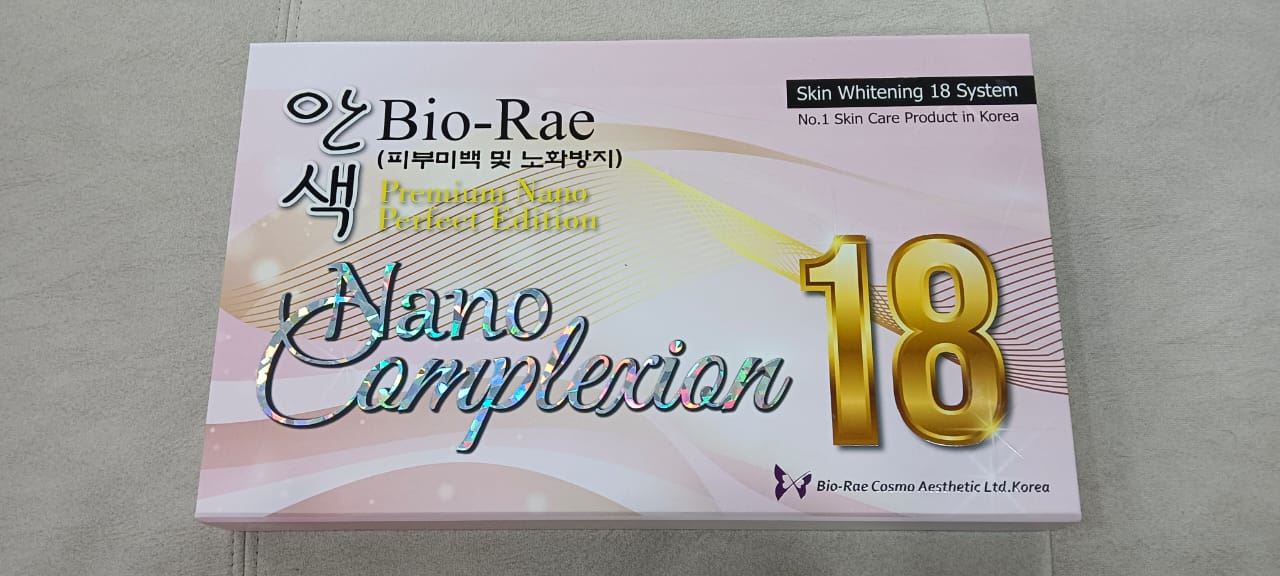 안색
Bio-Rae
(피부미백 및 노화방지)
Premium Nano
Perfect Edition
Skin Whitening 18 System
No.1 Skin Care Product in Korea
Nano
Complexion
18
Bio-Rae Cosmo Aesthetic Ltd.Korea